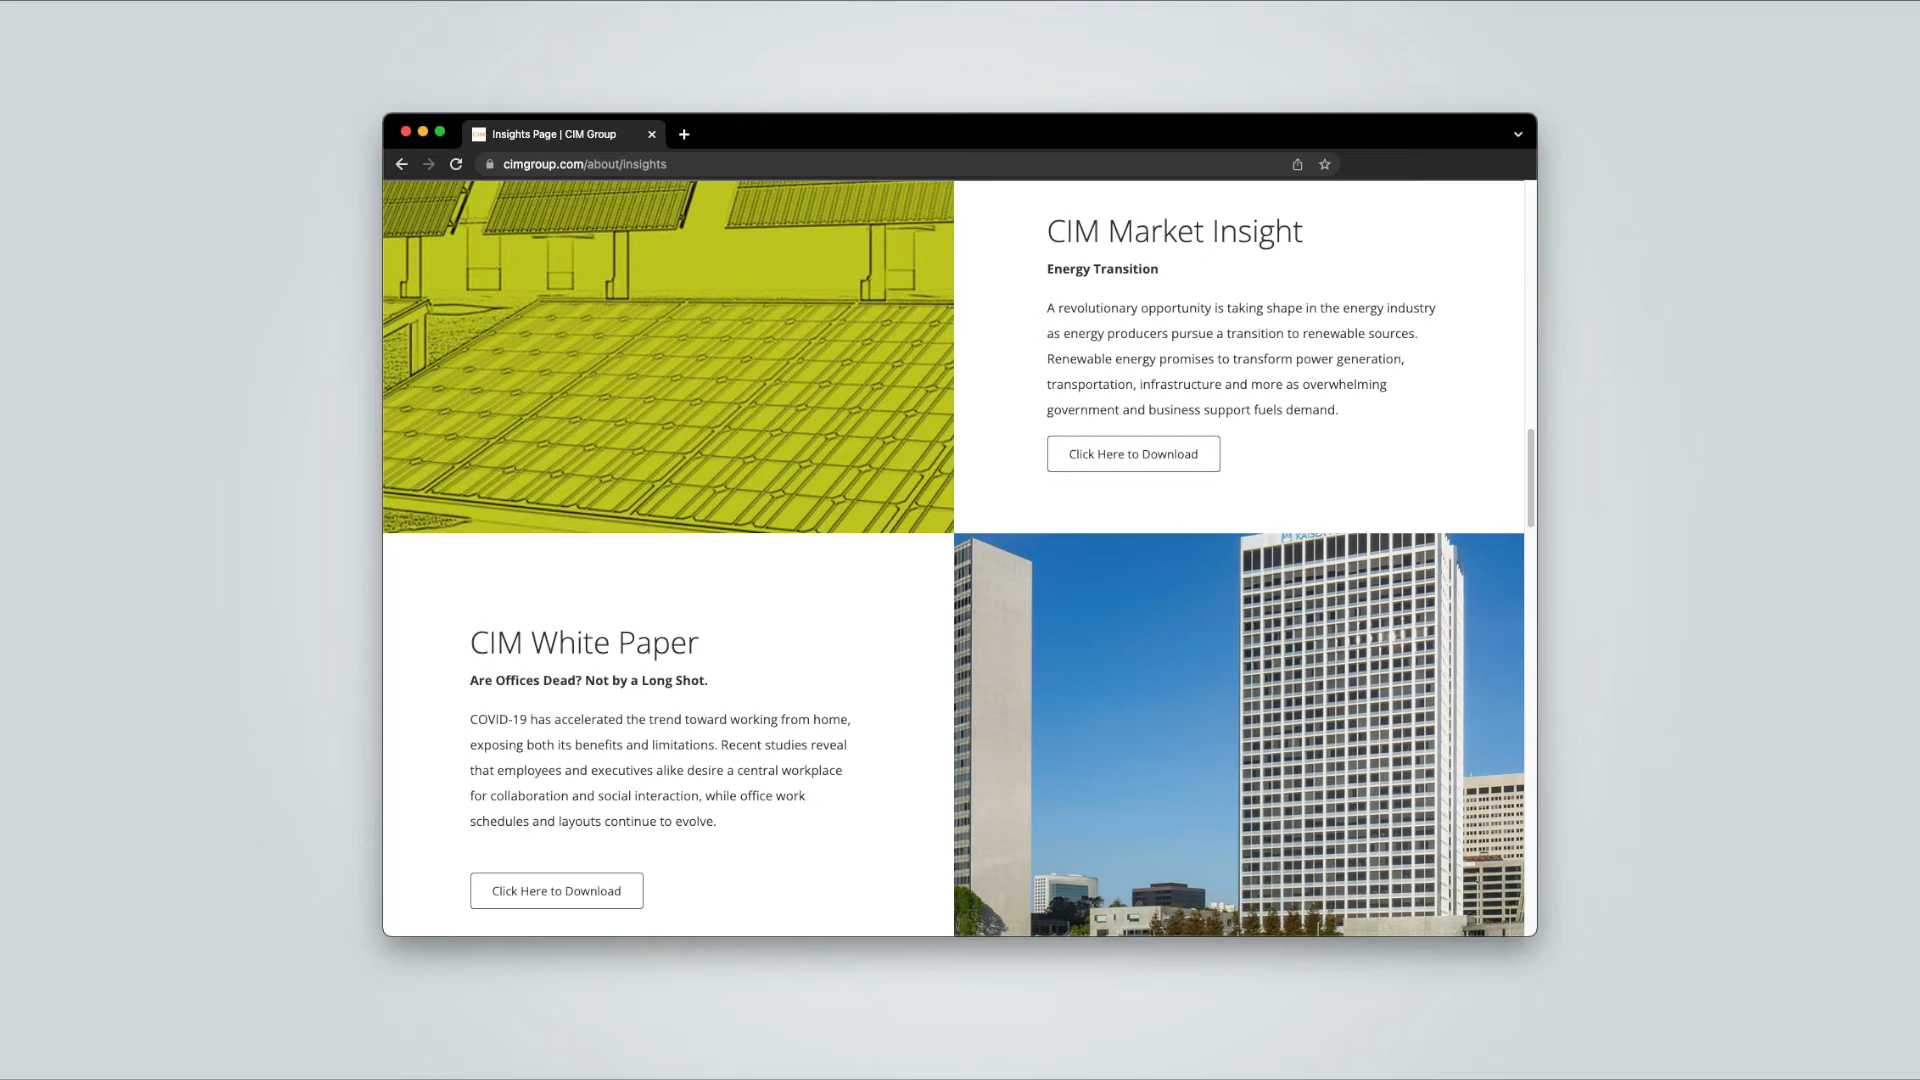 Insights Page | CIM Group
cimgroup.com/about/insights
CIM Market Insight
Energy Transition
A revolutionary opportunity is taking shape in the energy industry
as energy producers pursue a transition to renewable sources.
Renewable energy promises to transform power generation,
transportation, infrastructure and more as overwhelming
government and business support fuels demand.
Click Here to Download
CIM White Paper
Are Offices Dead? Not by a Long Shot.
COVID-19 has accelerated the trend toward working from home,
exposing both its benefits and limitations. Recent studies reveal
that employees and executives alike desire a central workplace
for collaboration and social interaction, while office work
schedules and layouts continue to evolve.
Click Here to Download